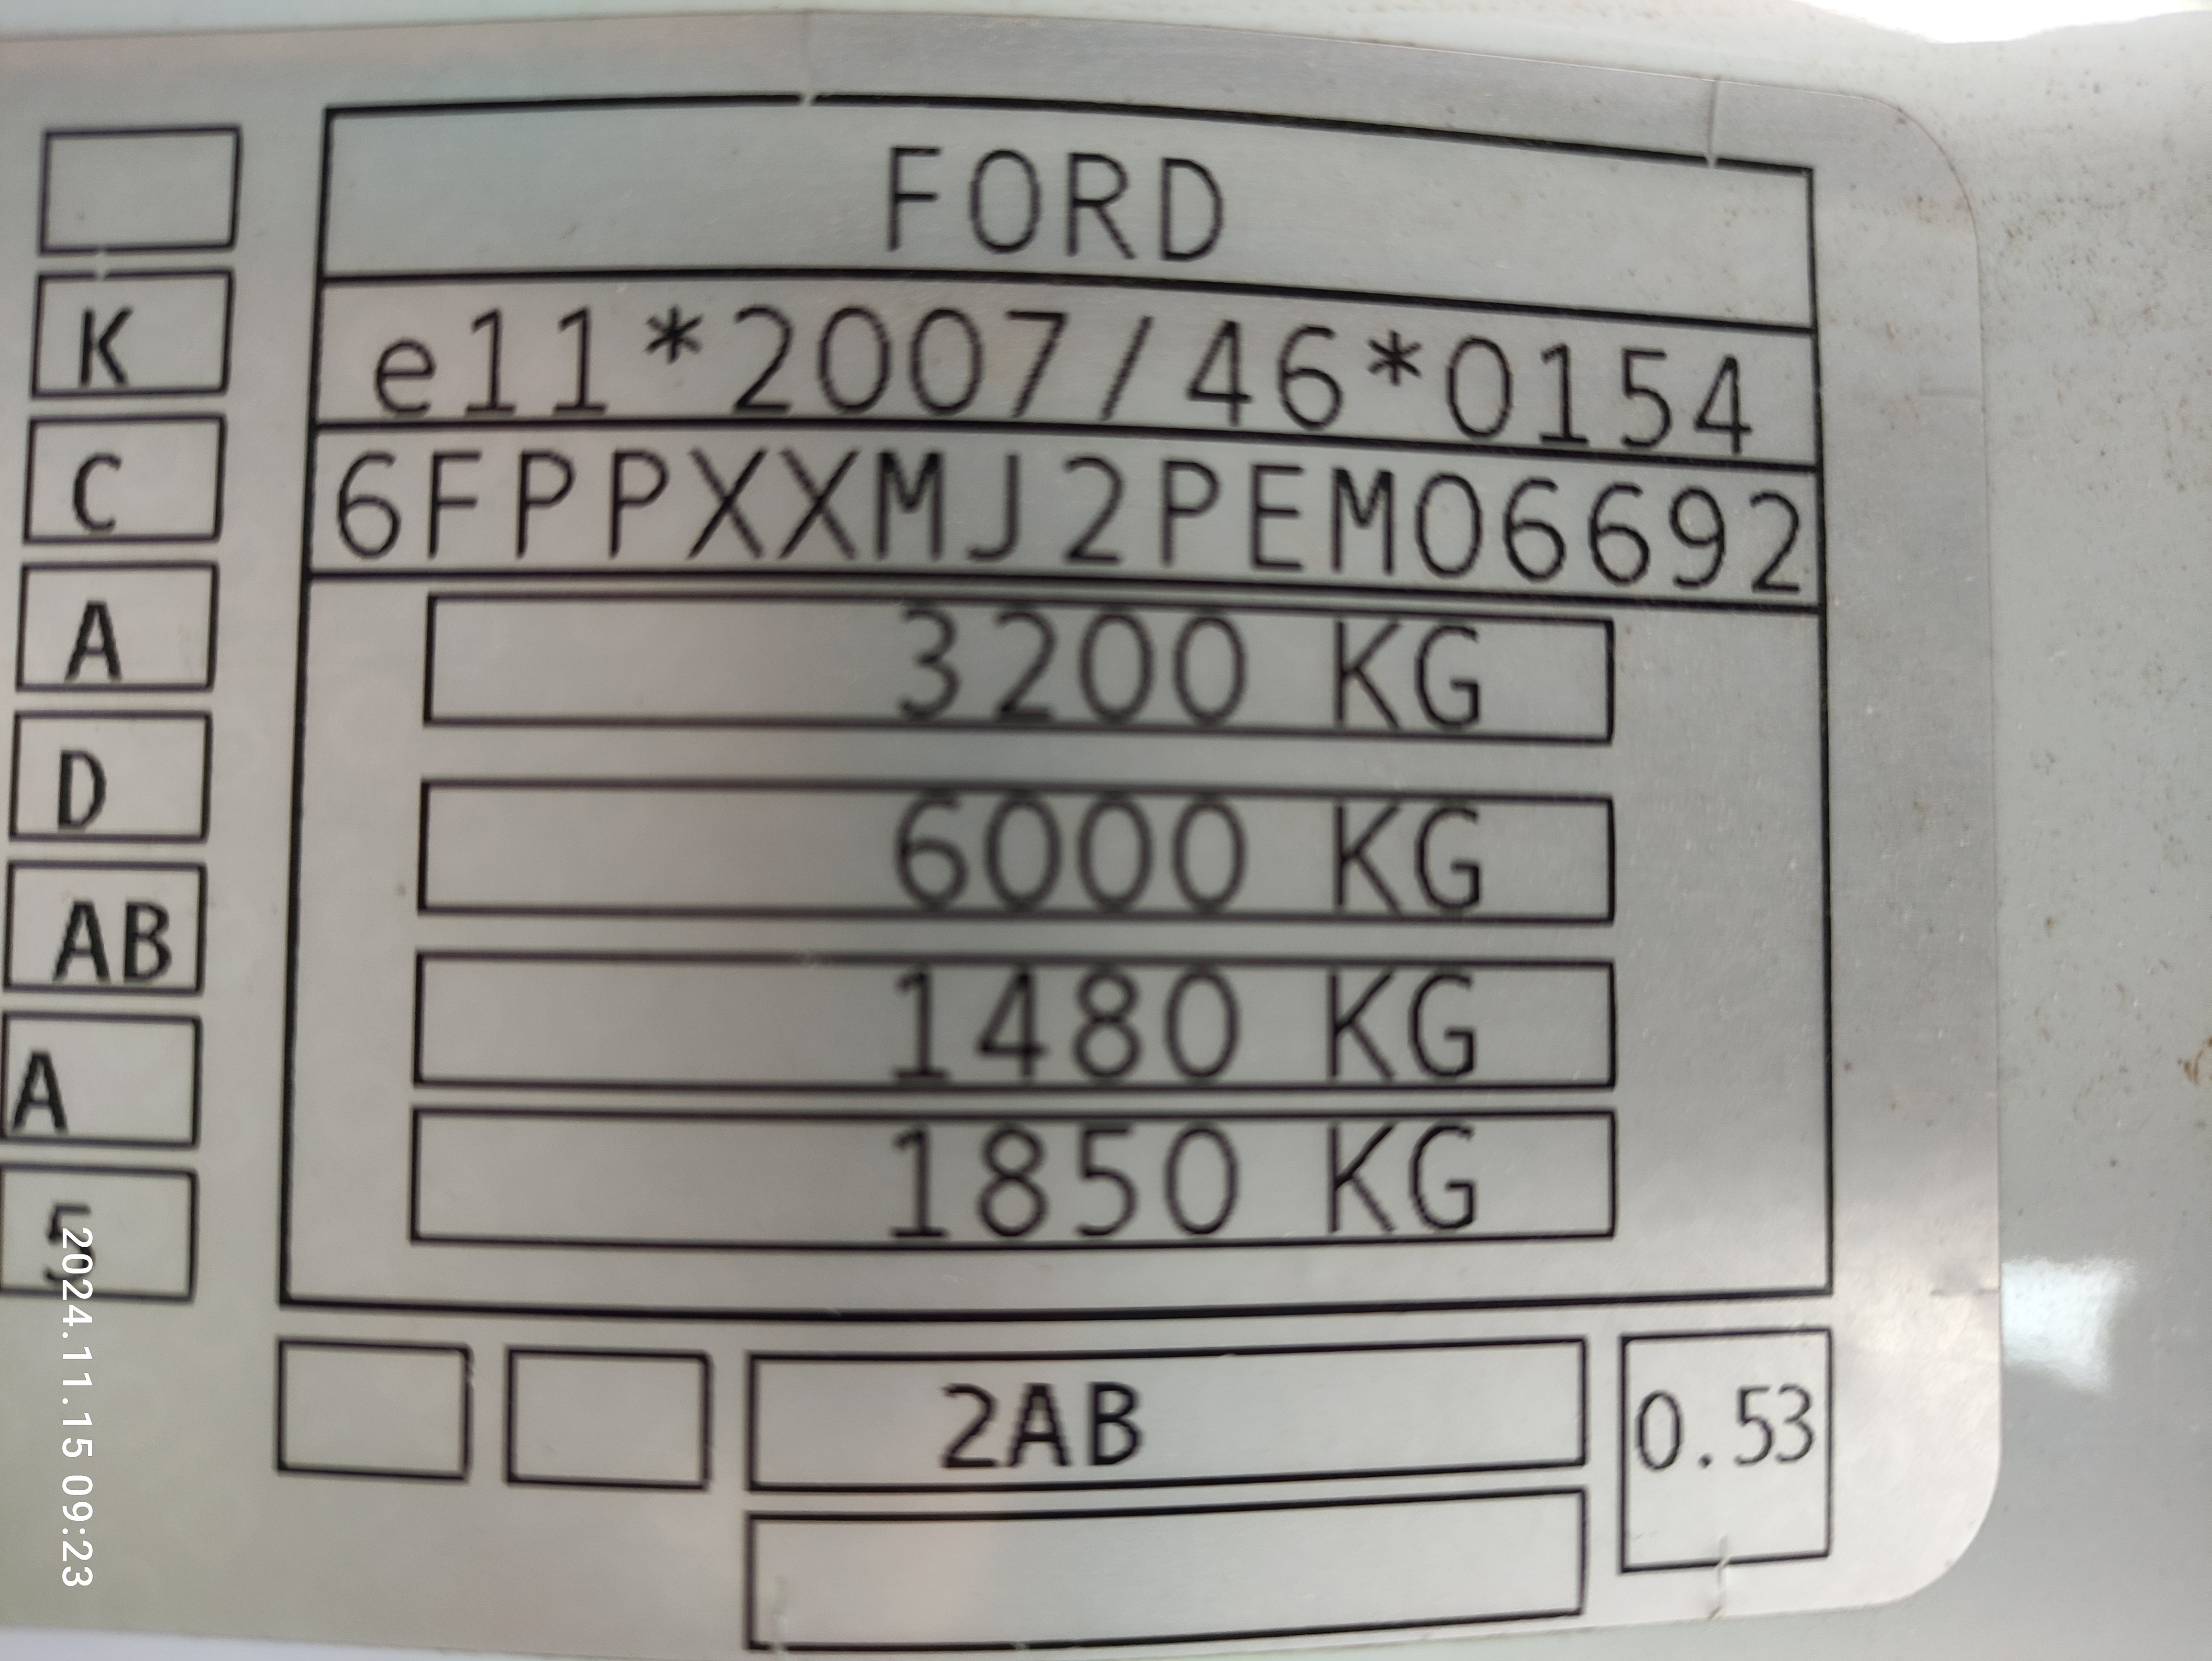 FORD
K
e11*2007/46*0154
C
6FPPXXMJ2PEM06692
A
3200 KG
D
6000 KG
AB
1480 KG
A
1850 KG
5
2AB
0.53
2024.11.15 09:23